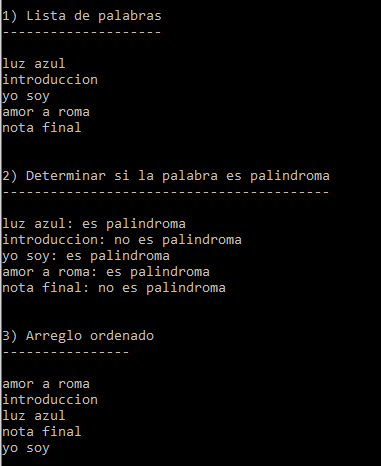 1) Lista de palabras
--------------------
luz azul
introduccion
yo soy
amor a roma
nota final
2) Determinar si la palabra es palindroma
-----------------------------------------
luz azul: es palindroma
introduccion: no es palindroma
yo soy: es palindroma
amor a roma: es palindroma
nota final: no es palindroma
3) Arreglo ordenado
----------------
amor a roma
introduccion
luz azul
nota final
yo soy